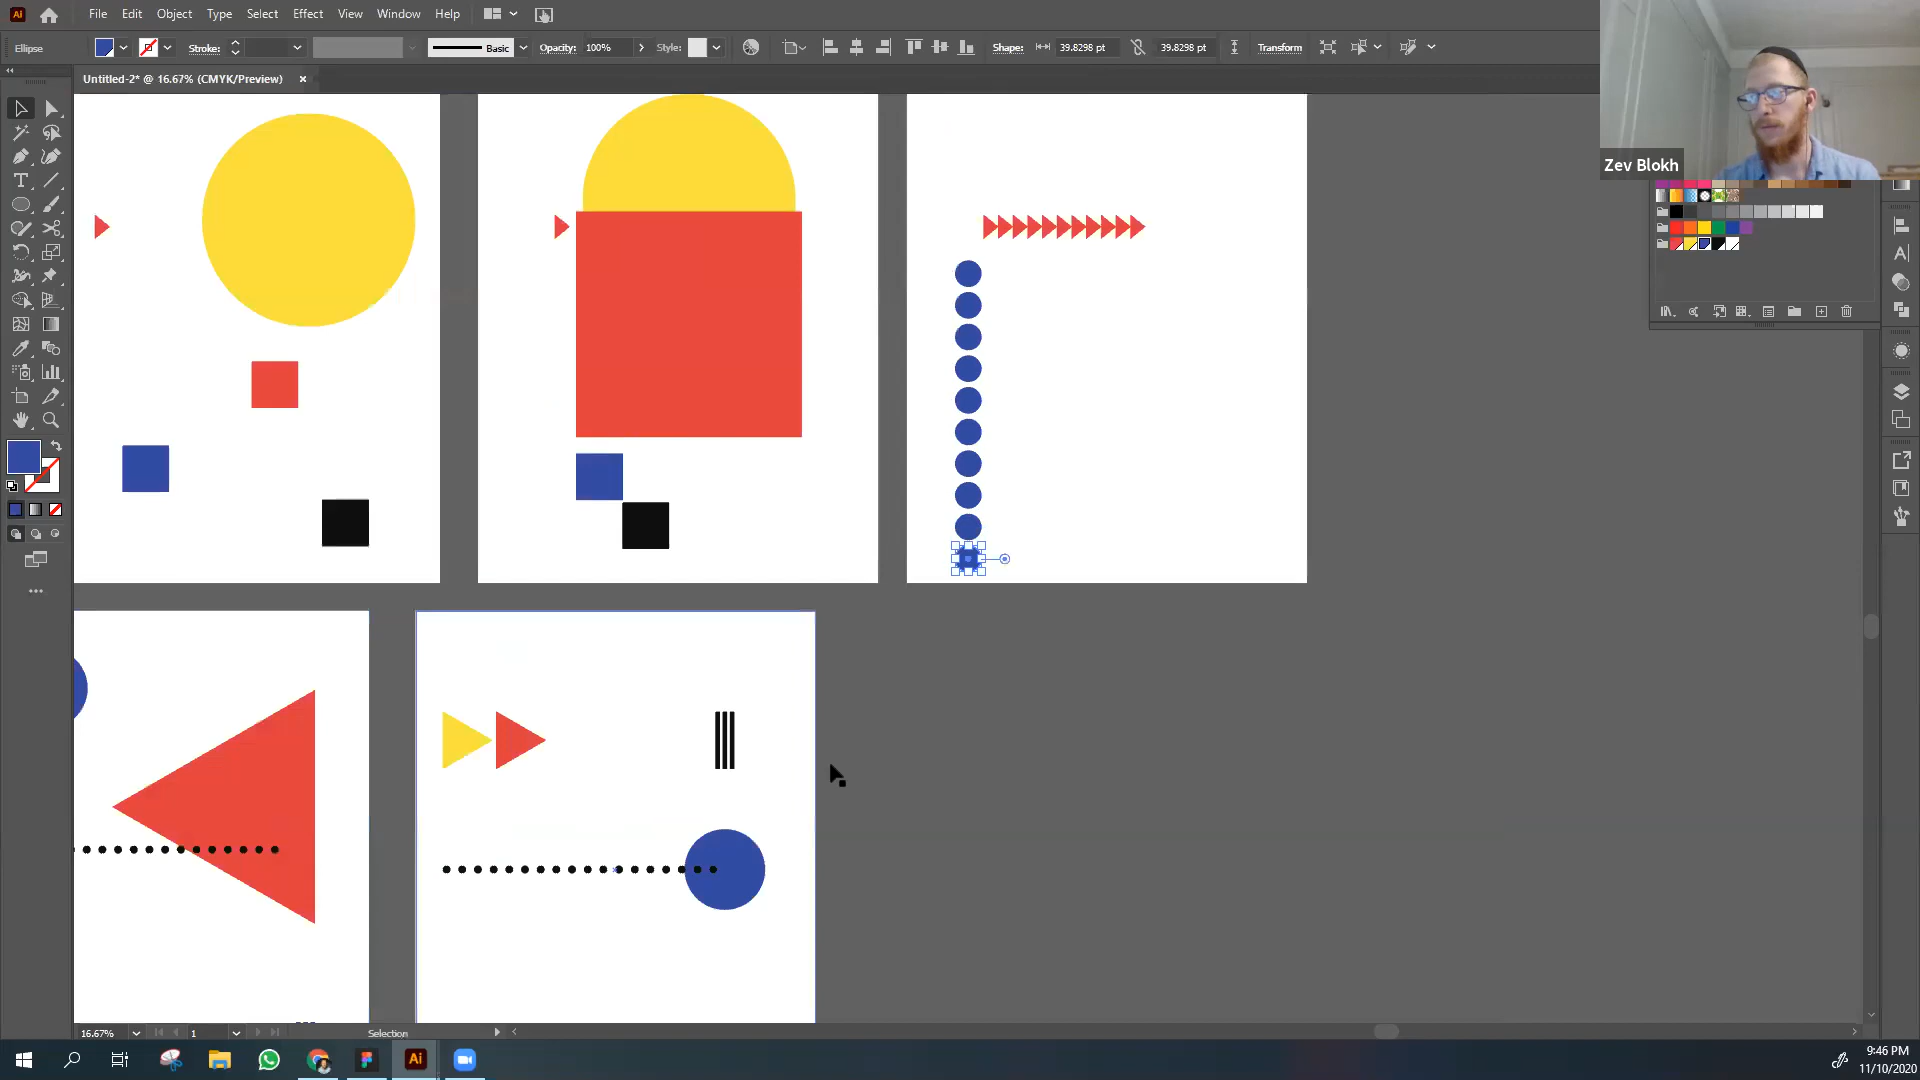 Ai File Edit Object Type Select Effect View Window Help
Ellipse Stroke: Basic Opacity: 100% Style: Shape: 39.8298 pt 39.8298 pt Transform
Untitled-2* @ 16.67% (CMYK/Preview) ×
Zev Blokh
16.67% 1 Selection
Ai
9:46 PM
11/10/2020